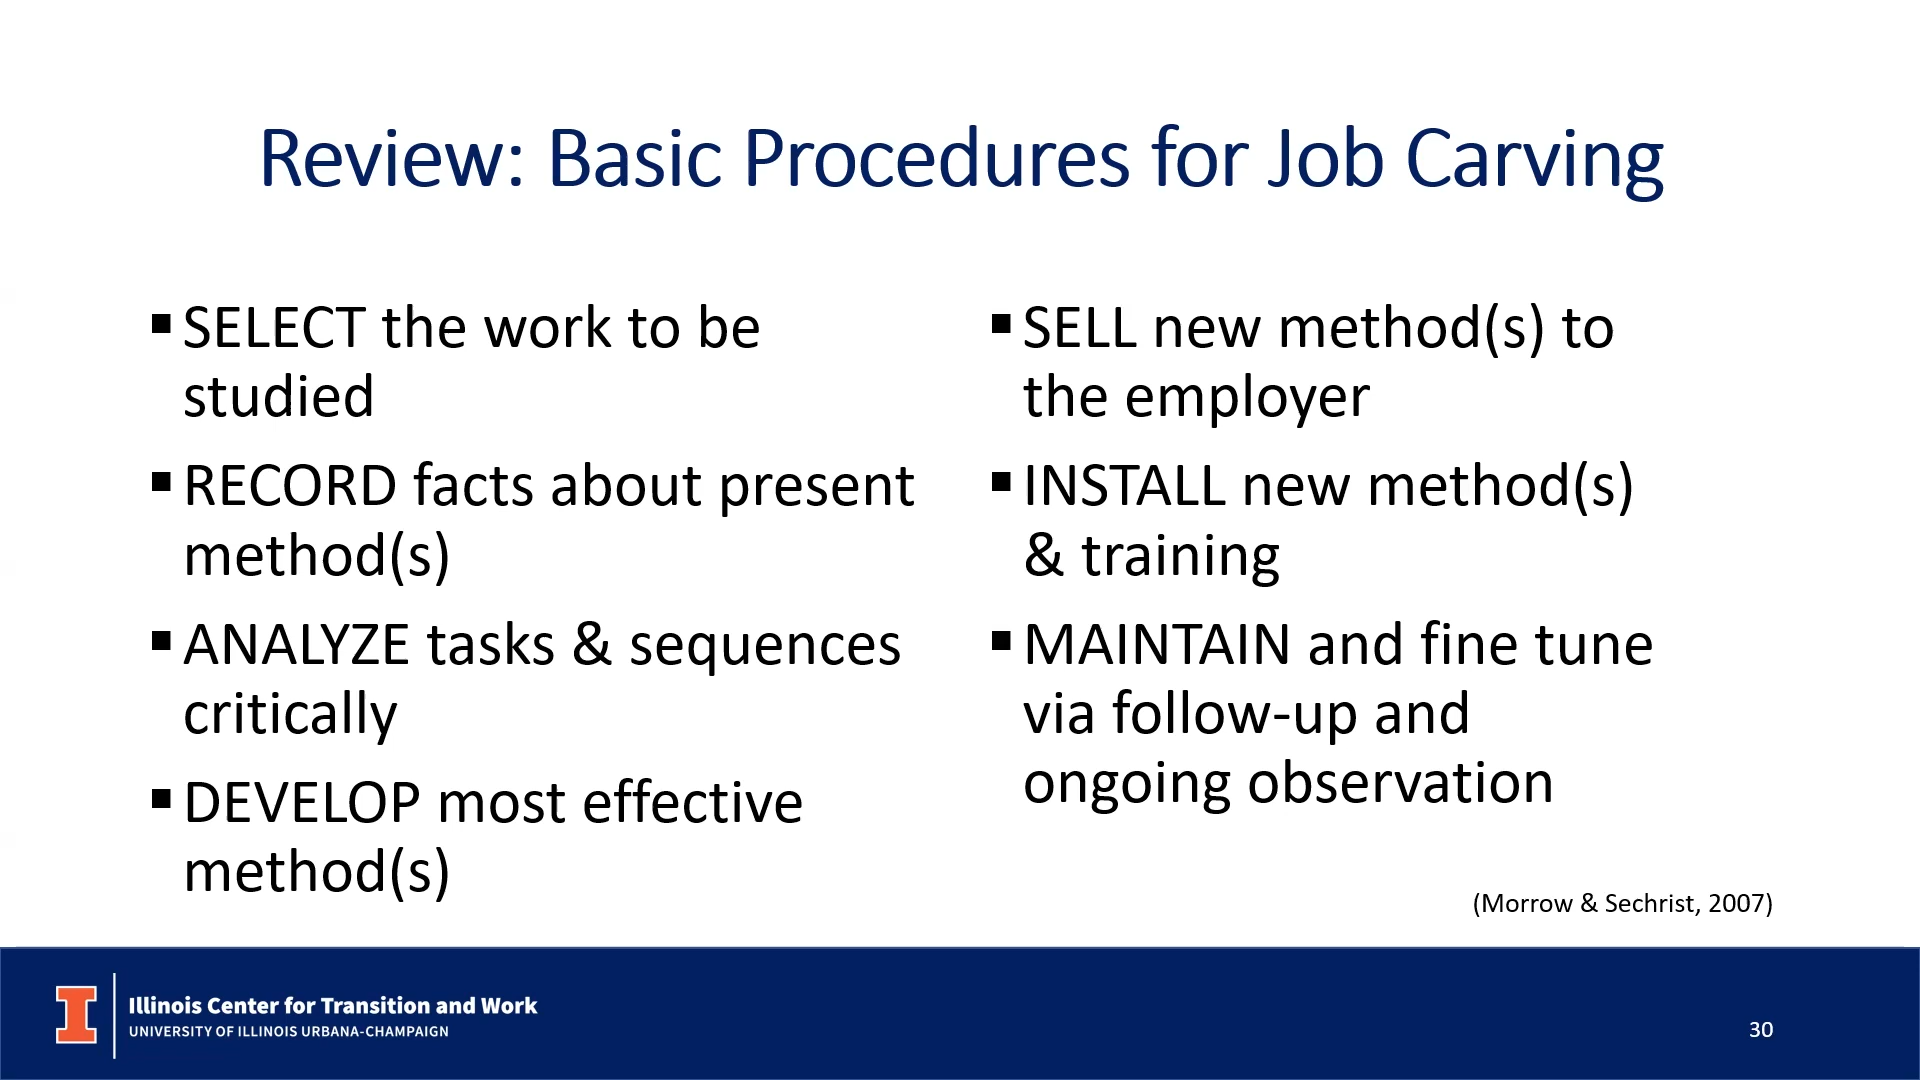 Review: Basic Procedures for Job Carving
▪ SELECT the work to be
studied
▪ RECORD facts about present
method(s)
▪ ANALYZE tasks & sequences
critically
▪ DEVELOP most effective
method(s)
▪ SELL new method(s) to
the employer
▪ INSTALL new method(s)
& training
▪ MAINTAIN and fine tune
via follow-up and
ongoing observation
(Morrow & Sechrist, 2007)
Illinois Center for Transition and Work
UNIVERSITY OF ILLINOIS URBANA-CHAMPAIGN
30